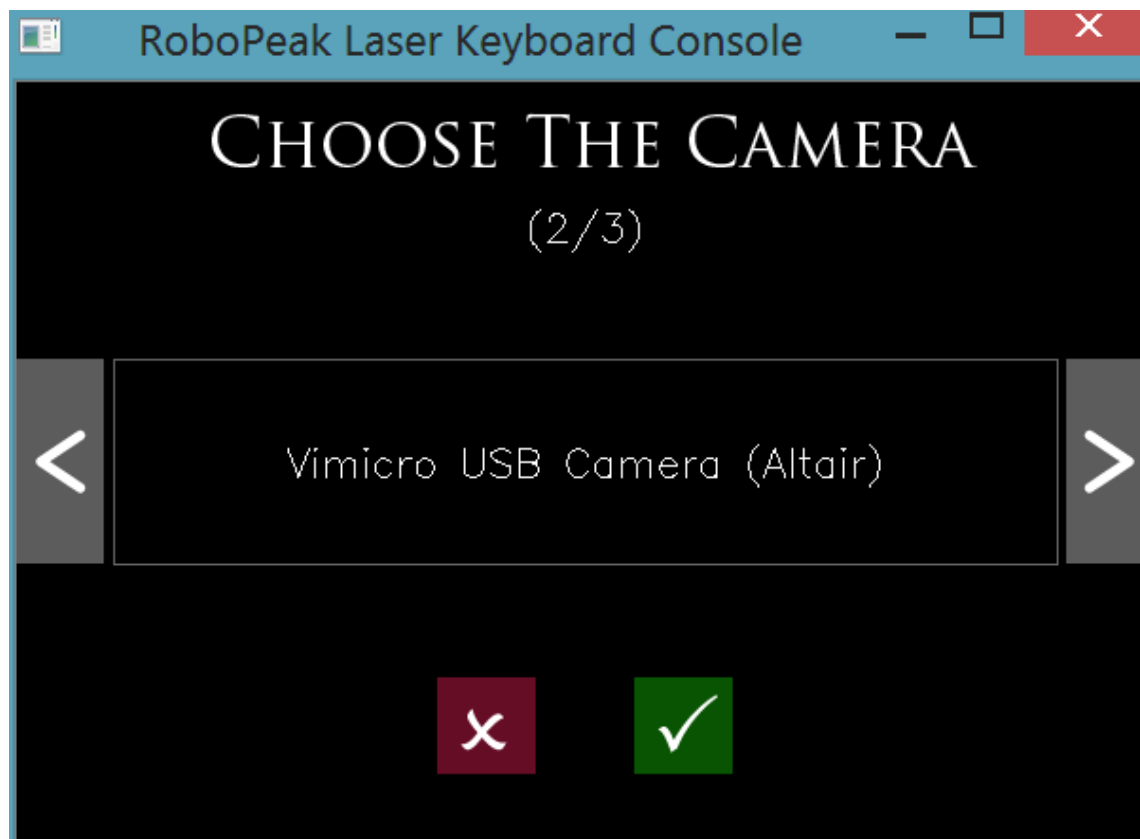 RoboPeak Laser Keyboard Console
CHOOSE THE CAMERA
(2/3)
< Vimicro USB Camera (Altair) >